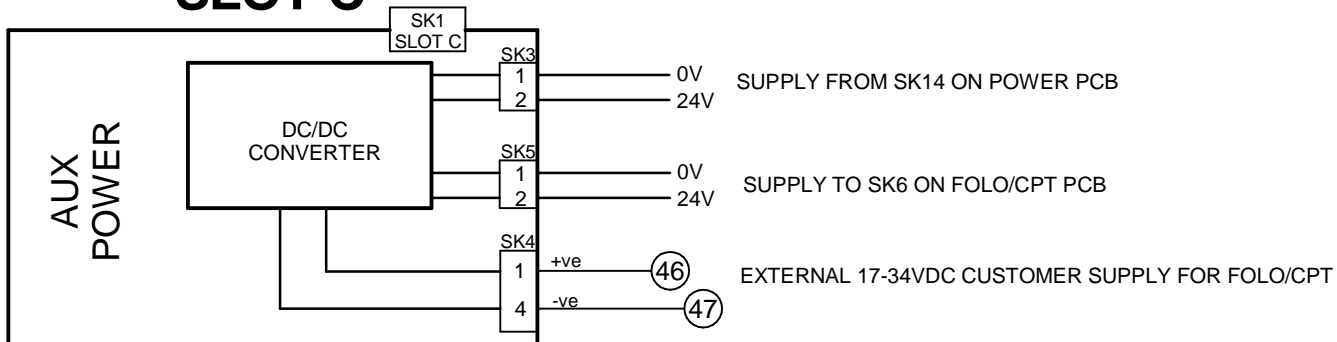 SLOT C
SK1
SLOT C
AUX
POWER
DC/DC
CONVERTER
SK3
1 0V
2 24V
SUPPLY FROM SK14 ON POWER PCB
SK5
1 0V
2 24V
SUPPLY TO SK6 ON FOLO/CPT PCB
SK4
1 +ve 46
4 -ve 47
EXTERNAL 17-34VDC CUSTOMER SUPPLY FOR FOLO/CPT